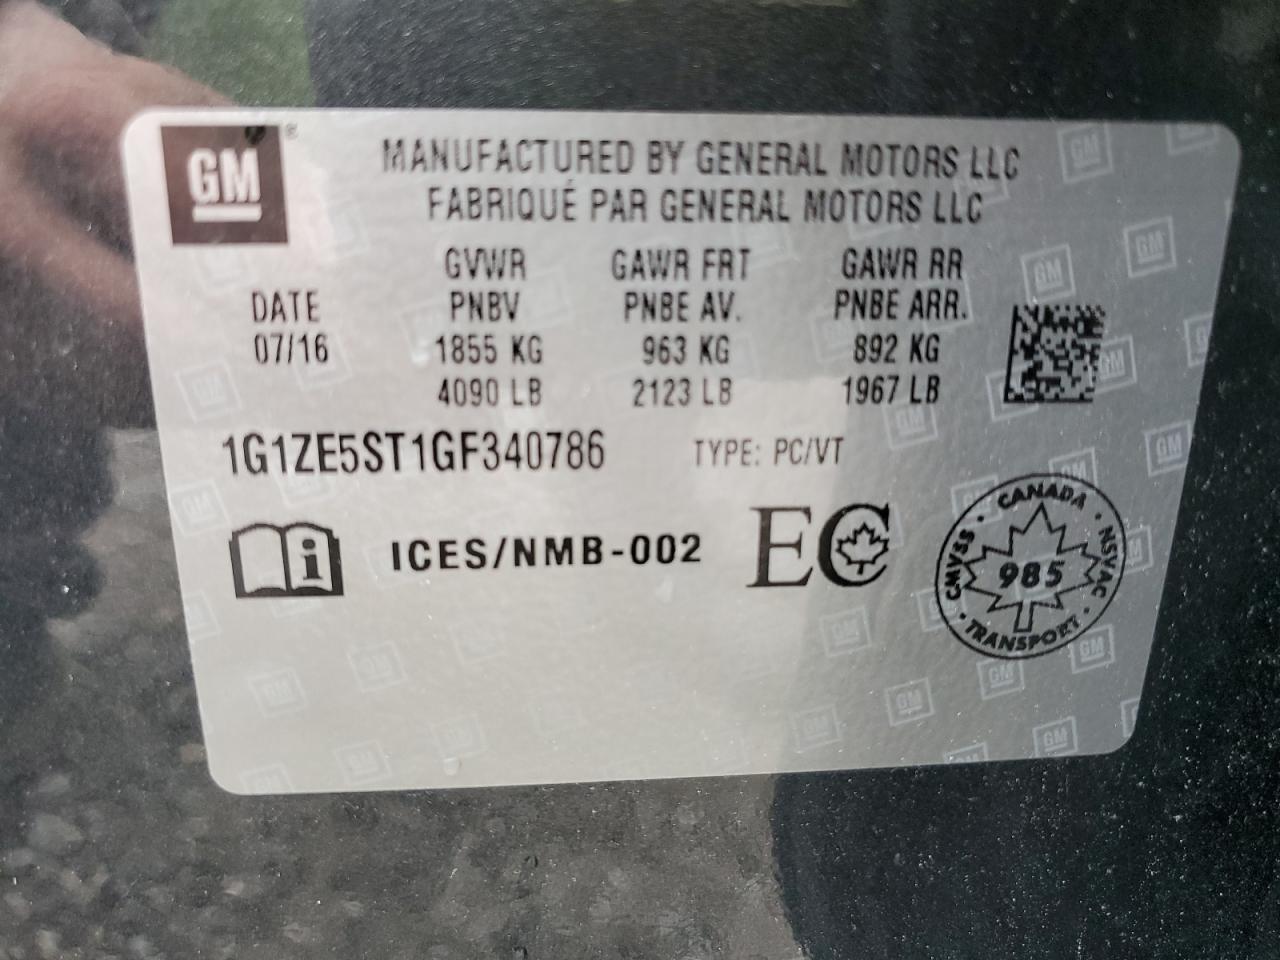 GM
MANUFACTURED BY GENERAL MOTORS LLC
FABRIQUÉ PAR GENERAL MOTORS LLC
GVWR GAWR FRT GAWR RR
DATE PNBV PNBE AV. PNBE ARR.
07/16 1855 KG 963 KG 892 KG
4090 LB 2123 LB 1967 LB
1G1ZE5ST1GF340786 TYPE: PC/VT
ICES/NMB-002 EC
CANADA
CMVSS · NSVAC
985
TRANSPORT